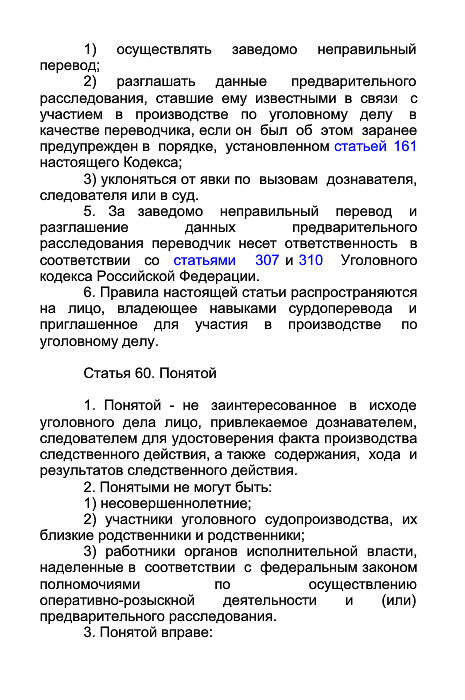 1) осуществлять заведомо неправильный
перевод;
2) разглашать данные предварительного
расследования, ставшие ему известными в связи с
участием в производстве по уголовному делу в
качестве переводчика, если он был об этом заранее
предупрежден в порядке, установленном статьей 161
настоящего Кодекса;
3) уклоняться от явки по вызовам дознавателя,
следователя или в суд.
5. За заведомо неправильный перевод и
разглашение данных предварительного
расследования переводчик несет ответственность в
соответствии со статьями 307 и 310 Уголовного
кодекса Российской Федерации.
6. Правила настоящей статьи распространяются
на лицо, владеющее навыками сурдоперевода и
приглашенное для участия в производстве по
уголовному делу.
Статья 60. Понятой
1. Понятой - не заинтересованное в исходе
уголовного дела лицо, привлекаемое дознавателем,
следователем для удостоверения факта производства
следственного действия, а также содержания, хода и
результатов следственного действия.
2. Понятыми не могут быть:
1) несовершеннолетние;
2) участники уголовного судопроизводства, их
близкие родственники и родственники;
3) работники органов исполнительной власти,
наделенные в соответствии с федеральным законом
полномочиями по осуществлению
оперативно-розыскной деятельности и (или)
предварительного расследования.
3. Понятой вправе: